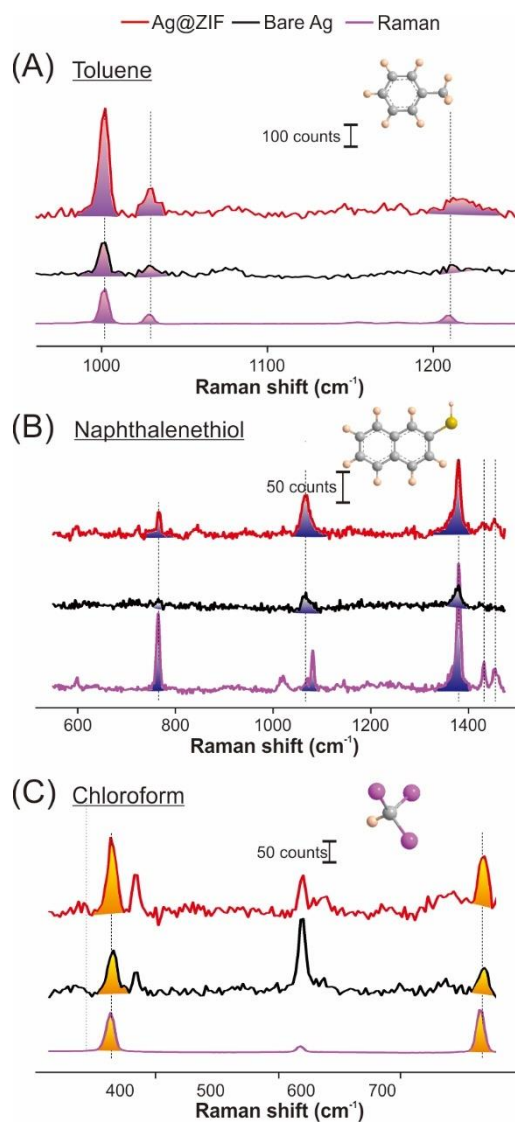 Ag@ZIF Bare Ag Raman
(A) Toluene
100 counts
1000 1100 1200
Raman shift (cm⁻¹)
(B) Naphthalenethiol
50 counts
600 800 1000 1200 1400
Raman shift (cm⁻¹)
(C) Chloroform
50 counts
400 500 600 700
Raman shift (cm⁻¹)